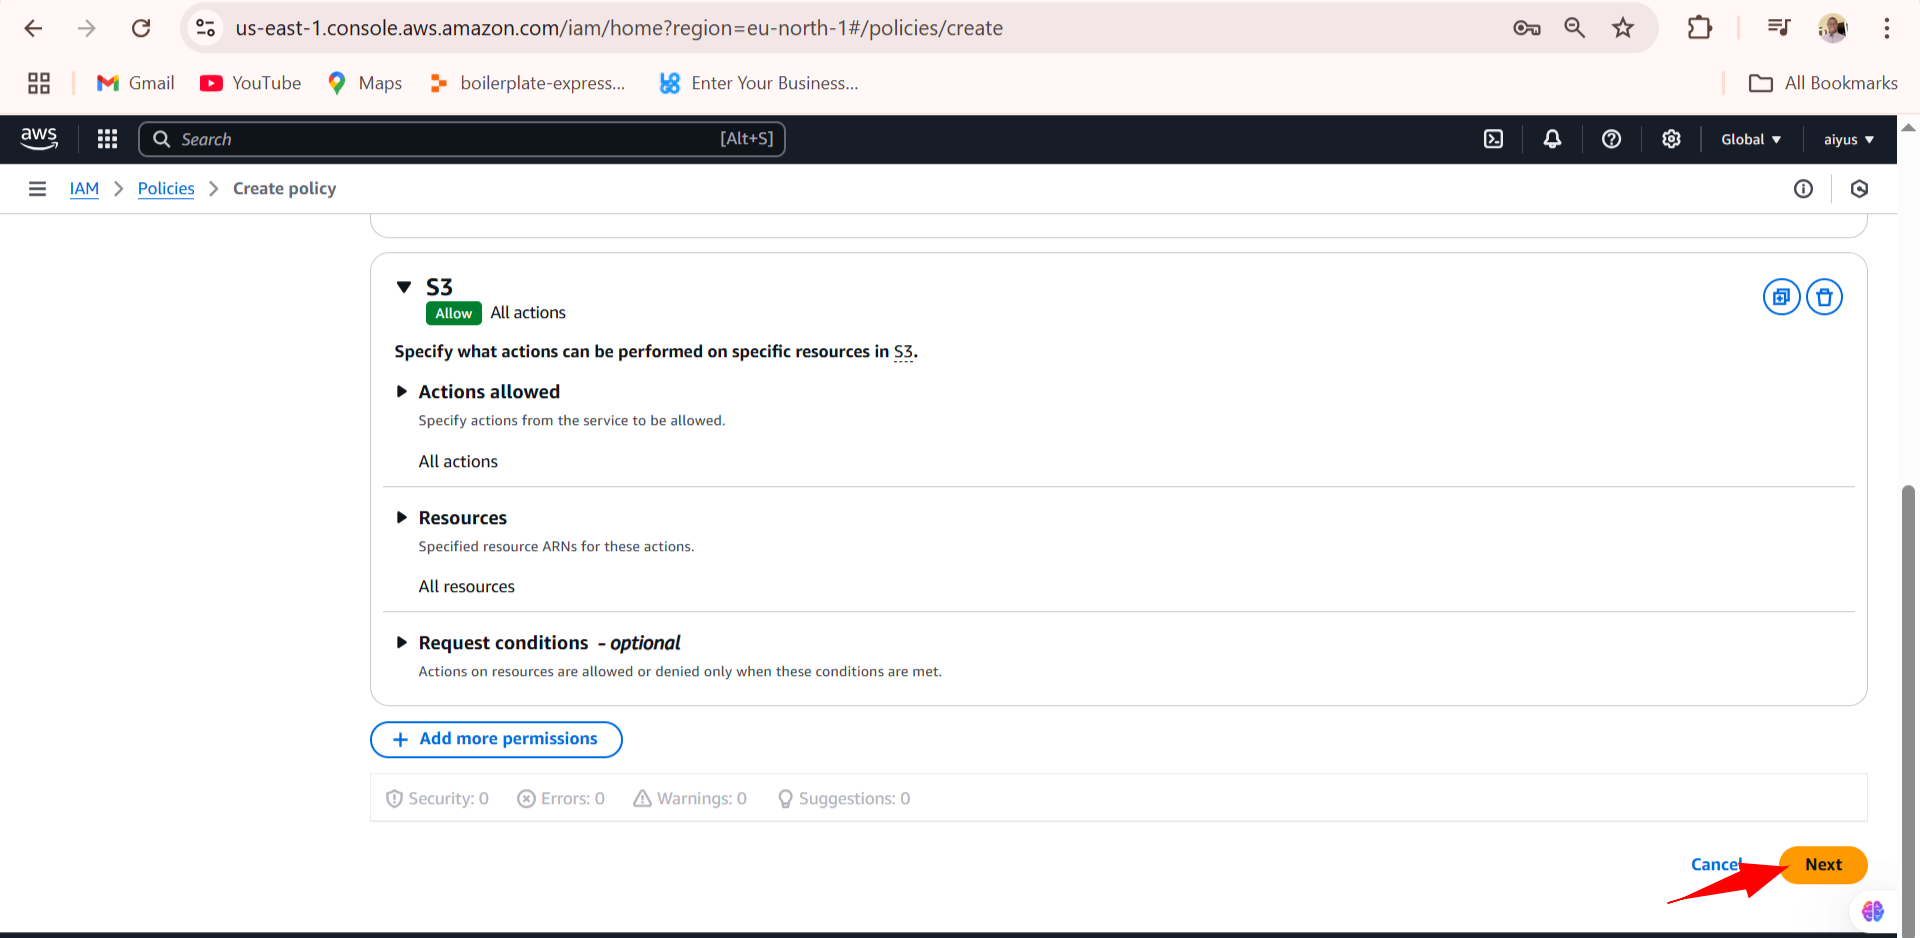 us-east-1.console.aws.amazon.com/iam/home?region=eu-north-1#/policies/create
Gmail YouTube Maps boilerplate-express... Enter Your Business... All Bookmarks
aws Search [Alt+S] Global aiyus
IAM Policies Create policy
S3
Allow All actions
Specify what actions can be performed on specific resources in S3.
Actions allowed
Specify actions from the service to be allowed.
All actions
Resources
Specified resource ARNs for these actions.
All resources
Request conditions - optional
Actions on resources are allowed or denied only when these conditions are met.
+ Add more permissions
Security: 0 Errors: 0 Warnings: 0 Suggestions: 0
Cancel Next